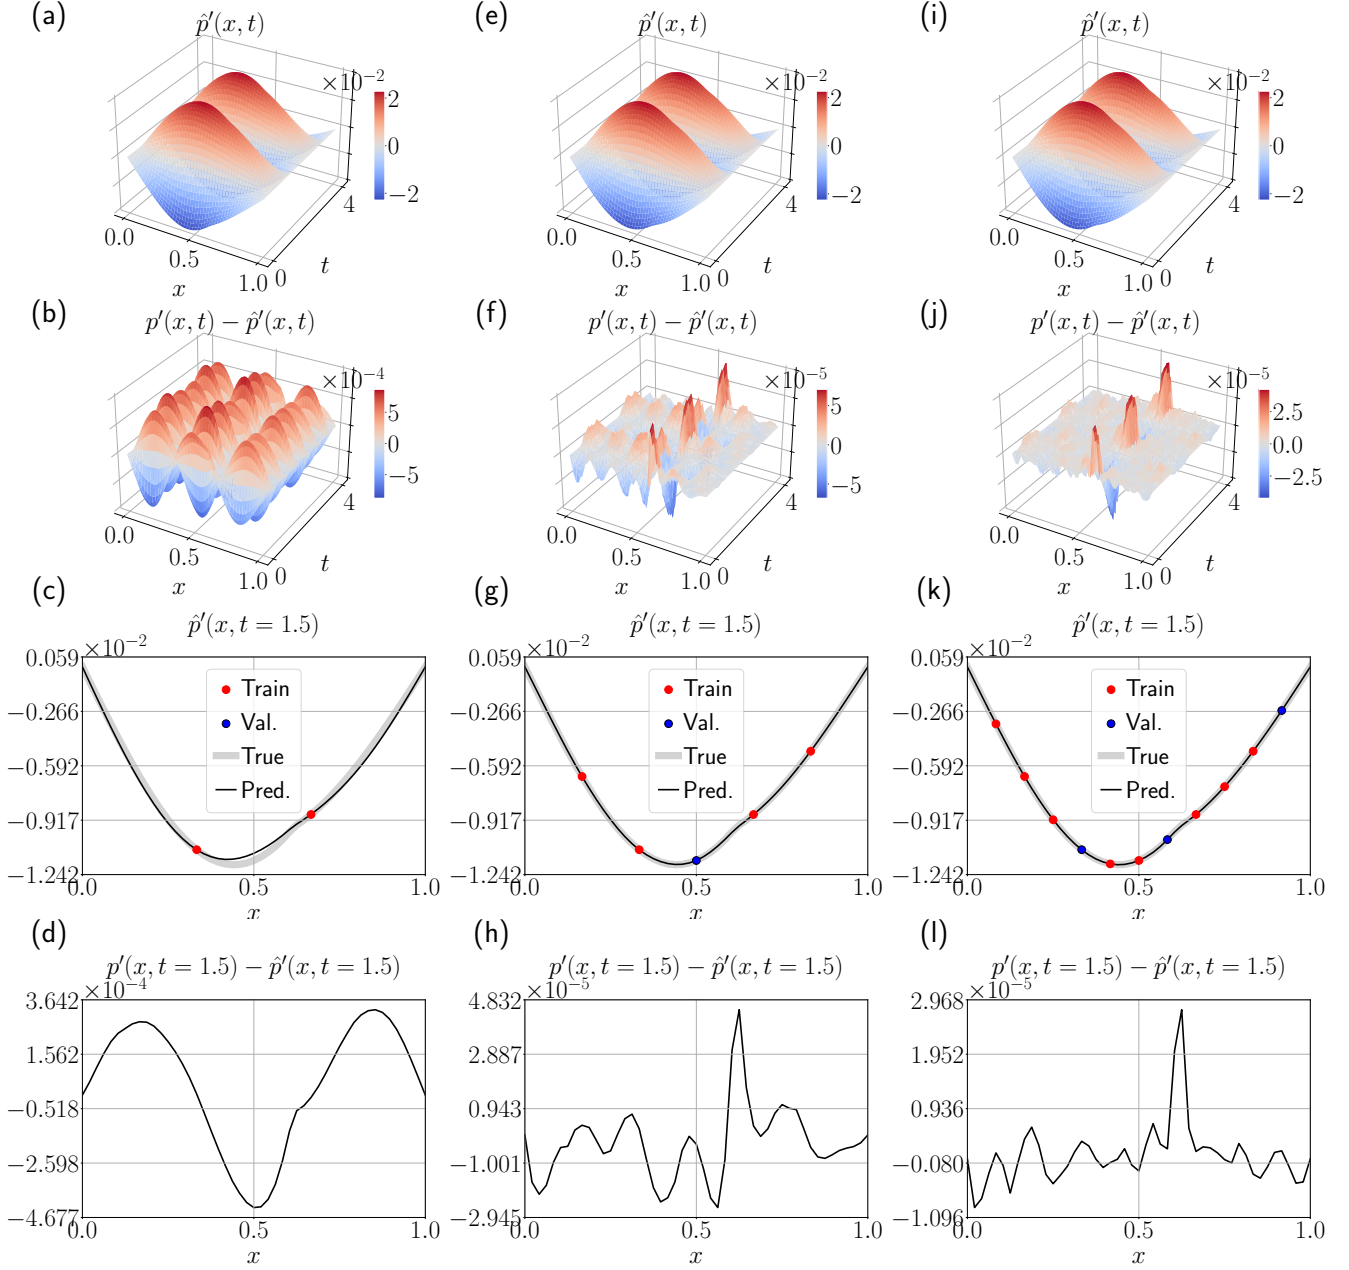 (a) (e) (i)
p̂′(x, t) p̂′(x, t) p̂′(x, t)
×10⁻² ×10⁻² ×10⁻²
2 2 2
0 0 0
−2 −2 −2
4 4 4
0.0 0.5 1.0 0 0.0 0.5 1.0 0 0.0 0.5 1.0 0
x t x t x t
(b) (f) (j)
p′(x, t) − p̂′(x, t) p′(x, t) − p̂′(x, t) p′(x, t) − p̂′(x, t)
×10⁻⁴ ×10⁻⁵ ×10⁻⁵
5 5 2.5
0 0 0.0
−5 −5 −2.5
4 4 4
0.0 0.5 1.0 0 0.0 0.5 1.0 0 0.0 0.5 1.0 0
x t x t x t
(c) (g) (k)
p̂′(x, t = 1.5) p̂′(x, t = 1.5) p̂′(x, t = 1.5)
×10⁻² ×10⁻² ×10⁻²
0.059 0.059 0.059
−0.266 Train −0.266 Train −0.266 Train
Val. Val. Val.
−0.592 True −0.592 True −0.592 True
Pred. Pred. Pred.
−0.917 −0.917 −0.917
−1.242 −1.242 −1.242
0.0 0.5 1.0 0.0 0.5 1.0 0.0 0.5 1.0
x x x
(d) (h) (l)
p′(x, t = 1.5) − p̂′(x, t = 1.5) p′(x, t = 1.5) − p̂′(x, t = 1.5) p′(x, t = 1.5) − p̂′(x, t = 1.5)
×10⁻⁴ ×10⁻⁵ ×10⁻⁵
3.642 4.832 2.968
1.562 2.887 1.952
−0.518 0.943 0.936
−2.598 −1.001 −0.080
−4.677 −2.945 −1.096
0.0 0.5 1.0 0.0 0.5 1.0 0.0 0.5 1.0
x x x